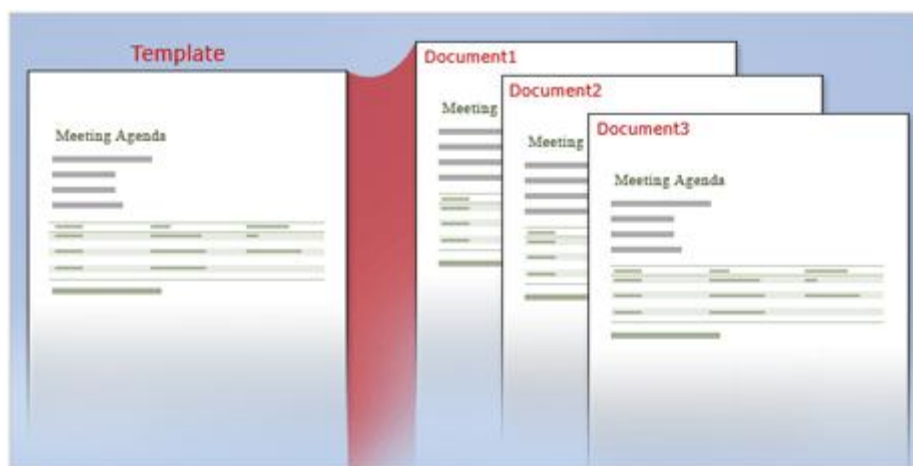 Template
Meeting Agenda
Document1
Meeting
Document2
Meeting
Document3
Meeting Agenda